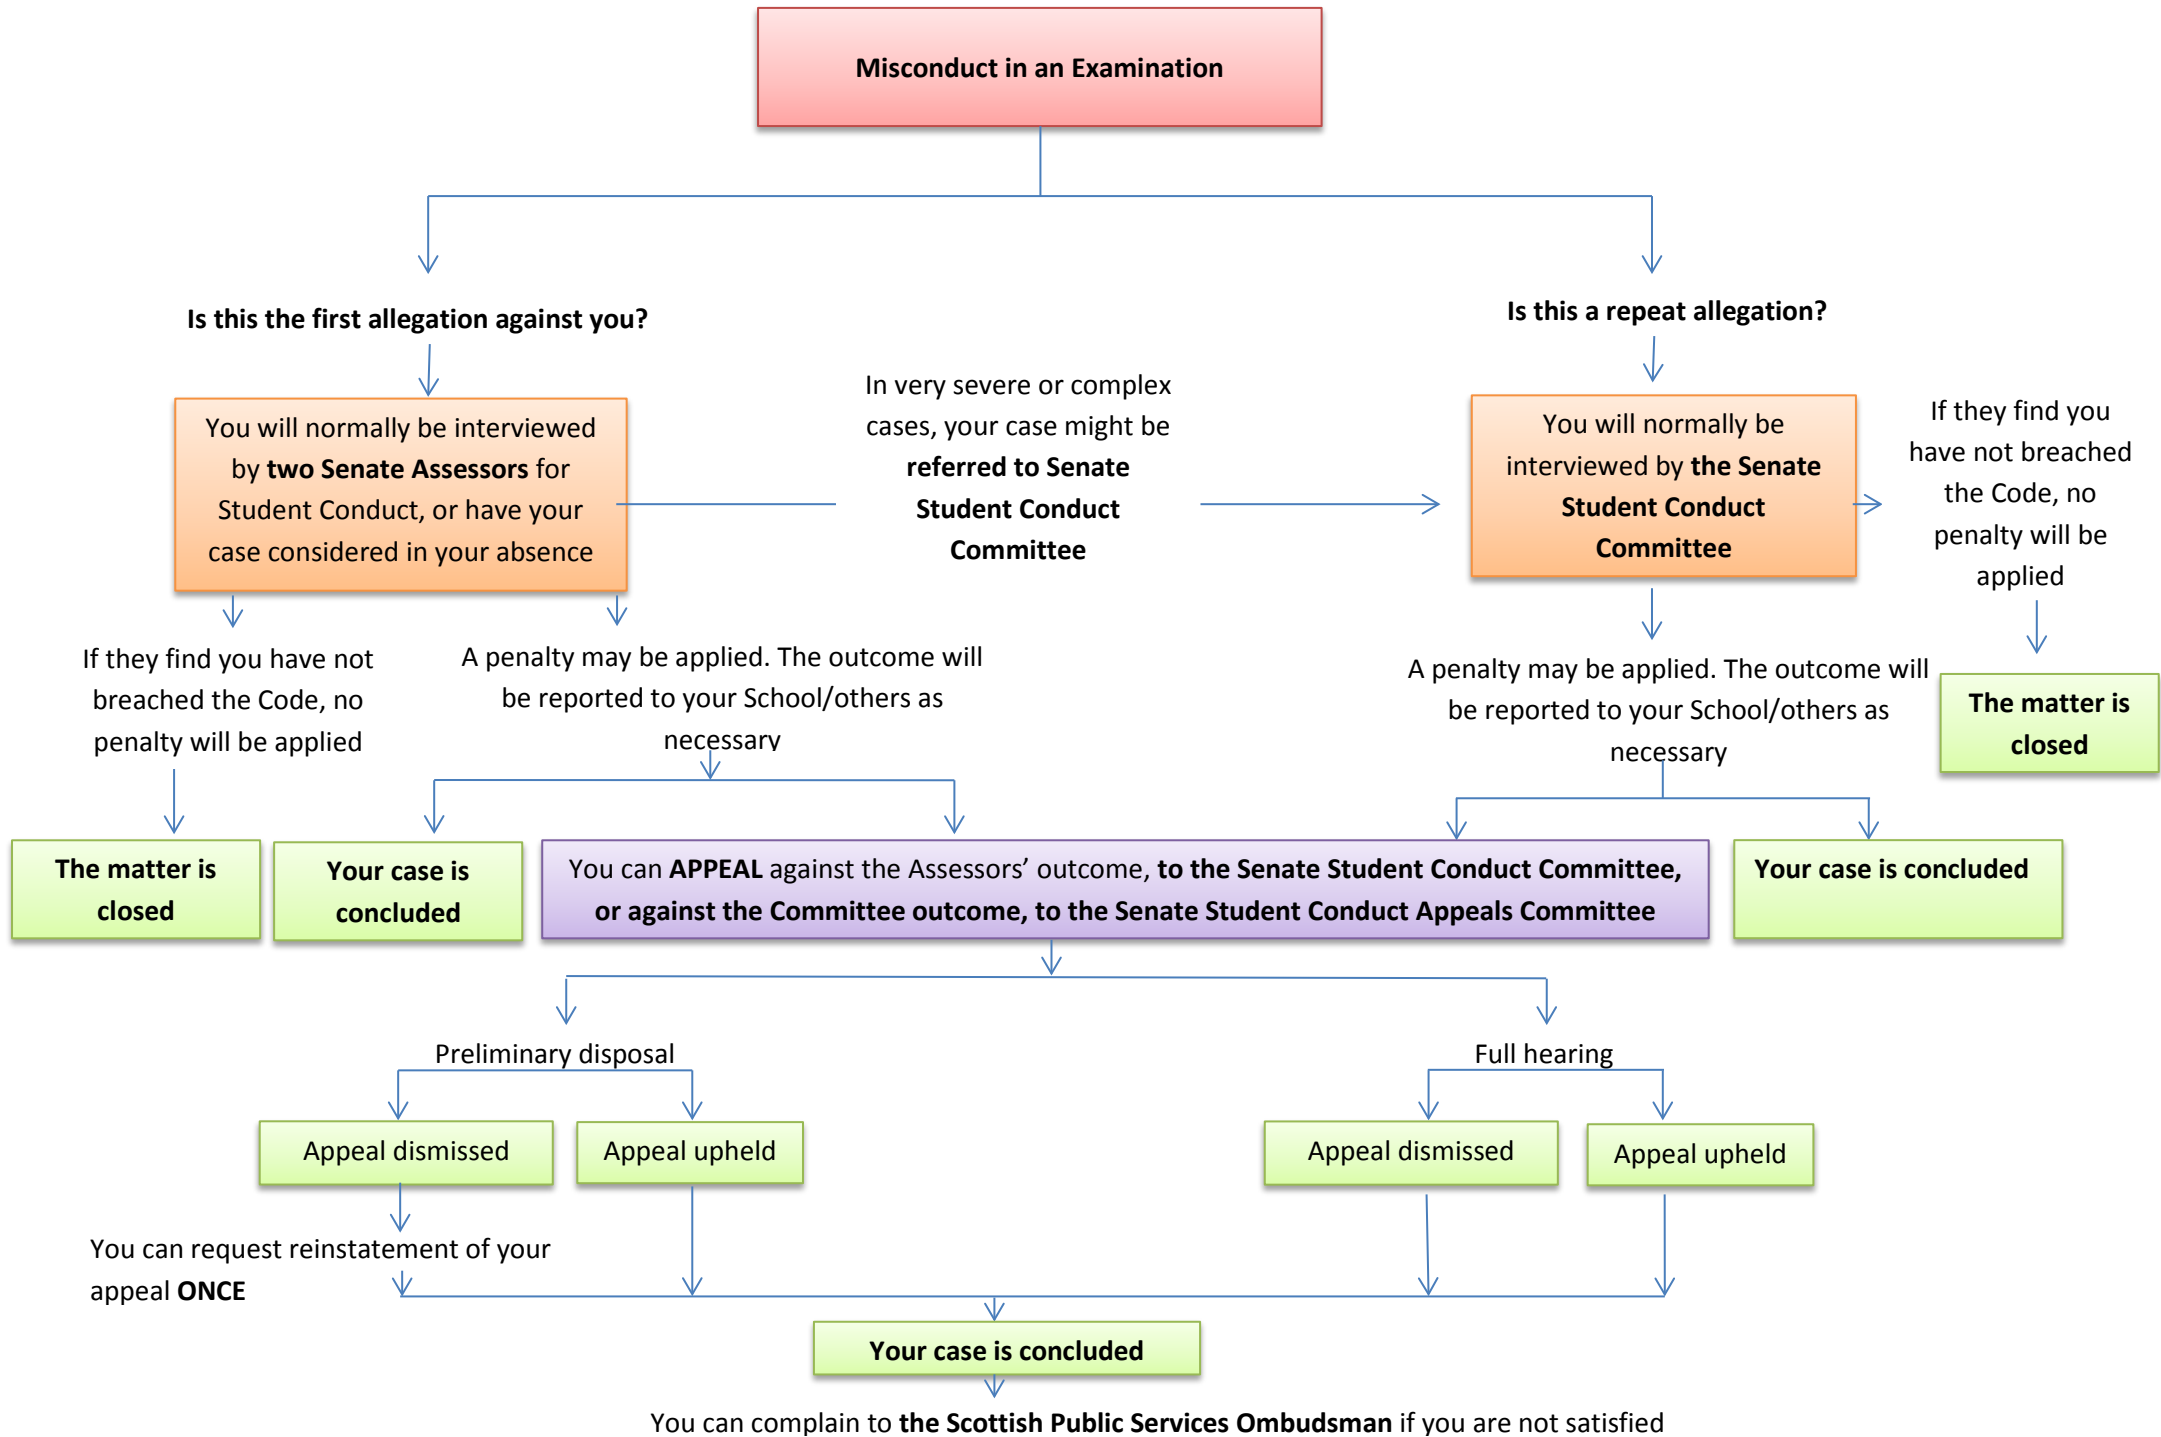 Misconduct in an Examination
Is this the first allegation against you?
Is this a repeat allegation?
You will normally be interviewed
by two Senate Assessors for
Student Conduct, or have your
case considered in your absence
In very severe or complex
cases, your case might be
referred to Senate
Student Conduct
Committee
You will normally be
interviewed by the Senate
Student Conduct
Committee
If they find you
have not breached
the Code, no
penalty will be
applied
If they find you have not
breached the Code, no
penalty will be applied
A penalty may be applied. The outcome will
be reported to your School/others as
necessary
A penalty may be applied. The outcome will
be reported to your School/others as
necessary
The matter is
closed
The matter is
closed
Your case is
concluded
You can APPEAL against the Assessors’ outcome, to the Senate Student Conduct Committee,
or against the Committee outcome, to the Senate Student Conduct Appeals Committee
Your case is concluded
Preliminary disposal
Full hearing
Appeal dismissed
Appeal upheld
Appeal dismissed
Appeal upheld
You can request reinstatement of your
appeal ONCE
Your case is concluded
You can complain to the Scottish Public Services Ombudsman if you are not satisfied